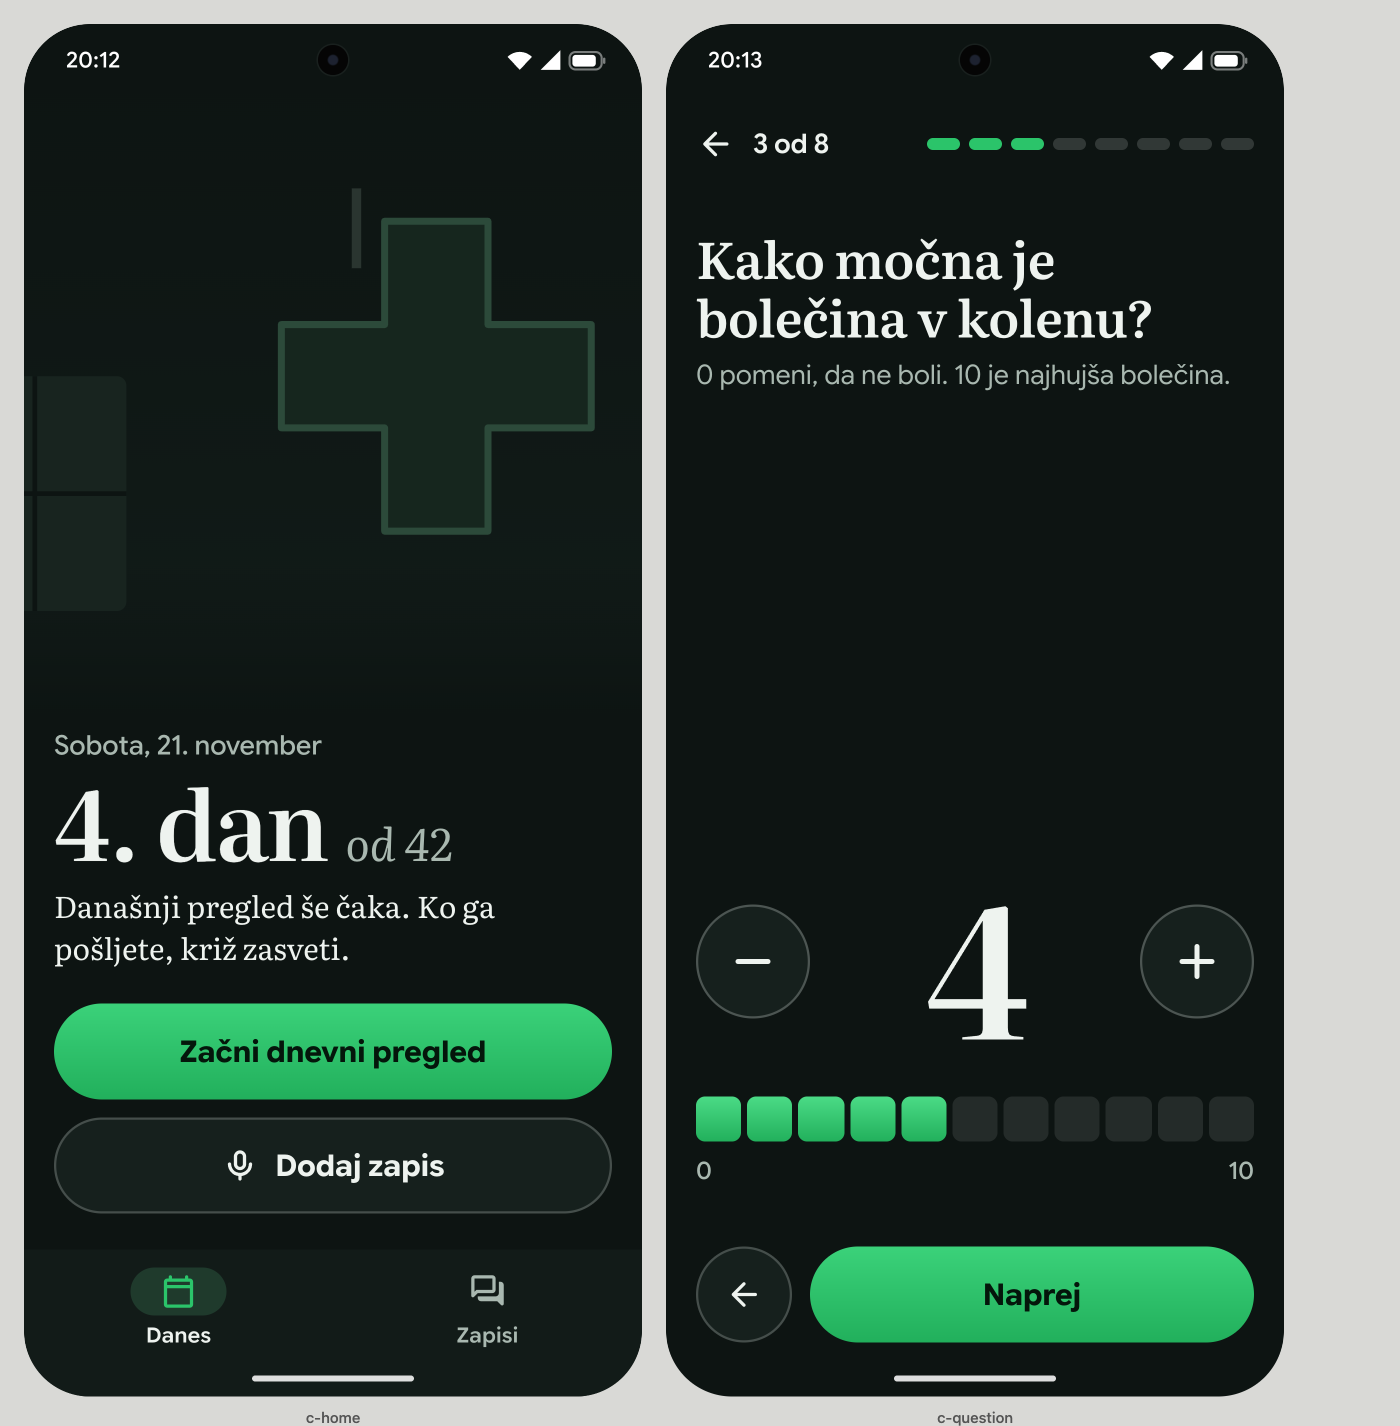 20:12
Sobota, 21. november
4. dan od 42
Današnji pregled še čaka. Ko ga
pošljete, križ zasveti.
Začni dnevni pregled
Dodaj zapis
Danes
Zapisi
c-home
20:13
3 od 8
Kako močna je
bolečina v kolenu?
0 pomeni, da ne boli. 10 je najhujša bolečina.
4
0
10
Naprej
c-question